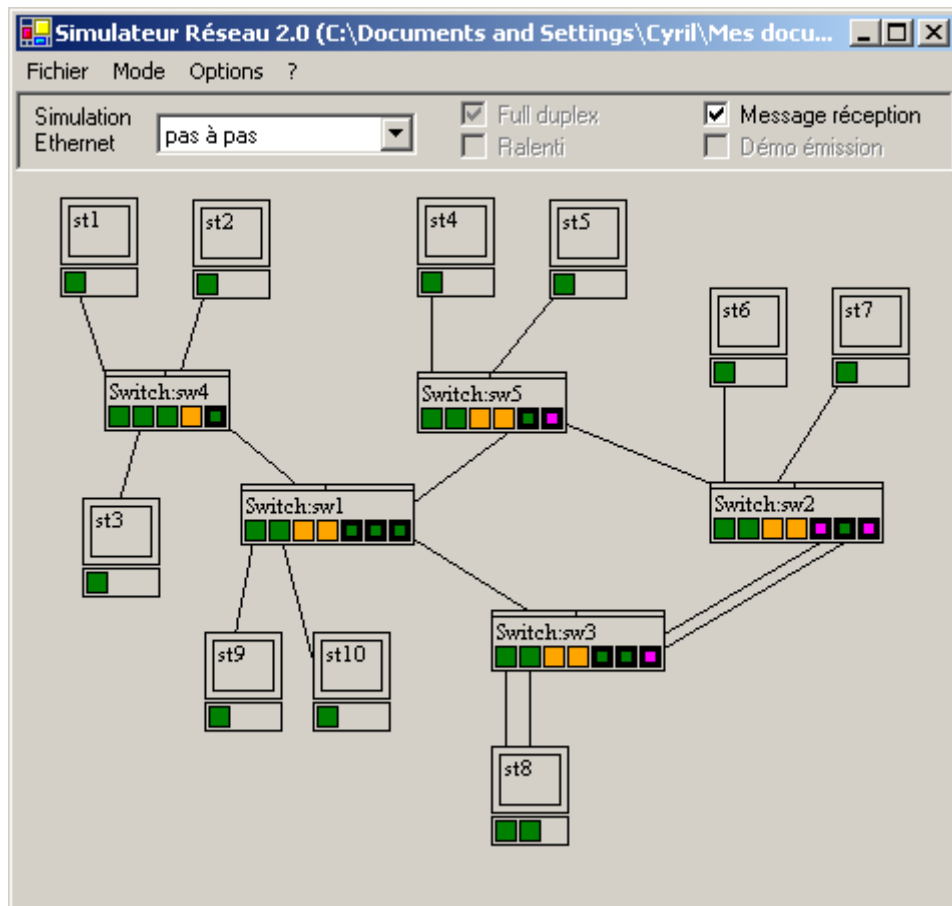 Simulateur Réseau 2.0 (C:\Documents and Settings\Cyril\Mes docu...
Fichier Mode Options ?
Simulation Ethernet
pas à pas
Full duplex
Message réception
Ralenti
Démo émission
st1
st2
st4
st5
st6
st7
Switch:sw4
Switch:sw5
Switch:sw1
Switch:sw2
st3
Switch:sw3
st9
st10
st8